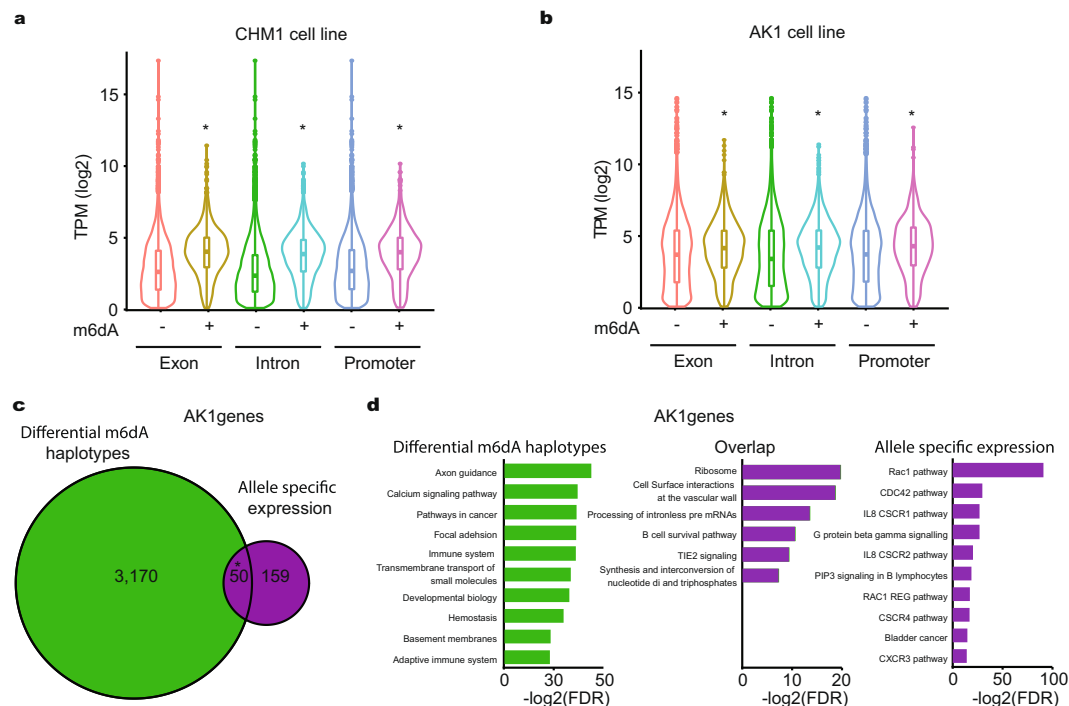 a
CHM1 cell line
TPM (log2)
15
10
5
0
m6dA
- + - + - +
Exon Intron Promoter
b
AK1 cell line
TPM (log2)
15
10
5
0
m6dA
- + - + - +
Exon Intron Promoter
* * *
* * *
c
AK1genes
Differential m6dA
haplotypes
Allele specific
expression
3,170
*
50
159
d
AK1genes
Differential m6dA haplotypes
Axon guidance
Calcium signaling pathway
Pathways in cancer
Focal adehsion
Immune system
Transmembrane transport of
small molecules
Developmental biology
Hemostasis
Basement membranes
Adaptive immune system
0 30 50
-log2(FDR)
Overlap
Ribosome
Cell Surface interactions
at the vascular wall
Processing of intronless pre mRNAs
B cell survival pathway
TIE2 signaling
Synthesis and interconversion of
nucleotide di and triphosphates
0 10 20
-log2(FDR)
Allele specific expression
Rac1 pathway
CDC42 pathway
IL8 CSCR1 pathway
G protein beta gamma signalling
IL8 CSCR2 pathway
PIP3 signaling in B lymphocytes
RAC1 REG pathway
CSCR4 pathway
Bladder cancer
CXCR3 pathway
0 50 100
-log2(FDR)